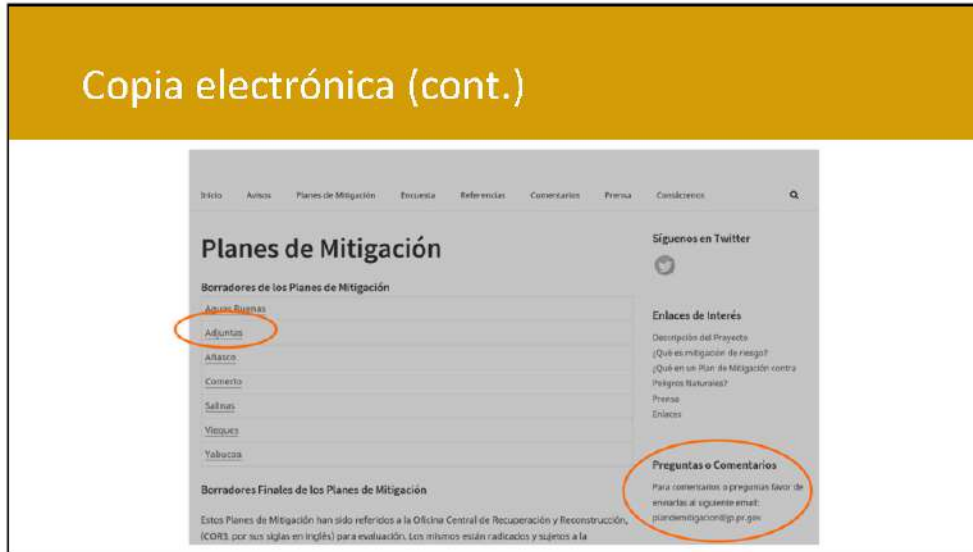 Copia electrónica (cont.)
Inicio Avisos Planes de Mitigación Encuesta Referencias Comentarios Prensa Contáctenos
Planes de Mitigación
Borradores de los Planes de Mitigación
Aguas Buenas
Adjuntas
Añasco
Comerío
Salinas
Vieques
Yabucoa
Borradores Finales de los Planes de Mitigación
Estos Planes de Mitigación han sido referidos a la Oficina Central de Recuperación y Reconstrucción,
(COR3, por sus siglas en inglés) para evaluación. Los mismos están radicados y sujetos a la
Síguenos en Twitter
Enlaces de Interés
Descripción del Proyecto
¿Qué es mitigación de riesgo?
¿Qué en un Plan de Mitigación contra
Peligros Naturales?
Prensa
Enlaces
Preguntas o Comentarios
Para comentarios o preguntas favor de
enviarlas al siguiente email:
plandemitigacion@jp.pr.gov